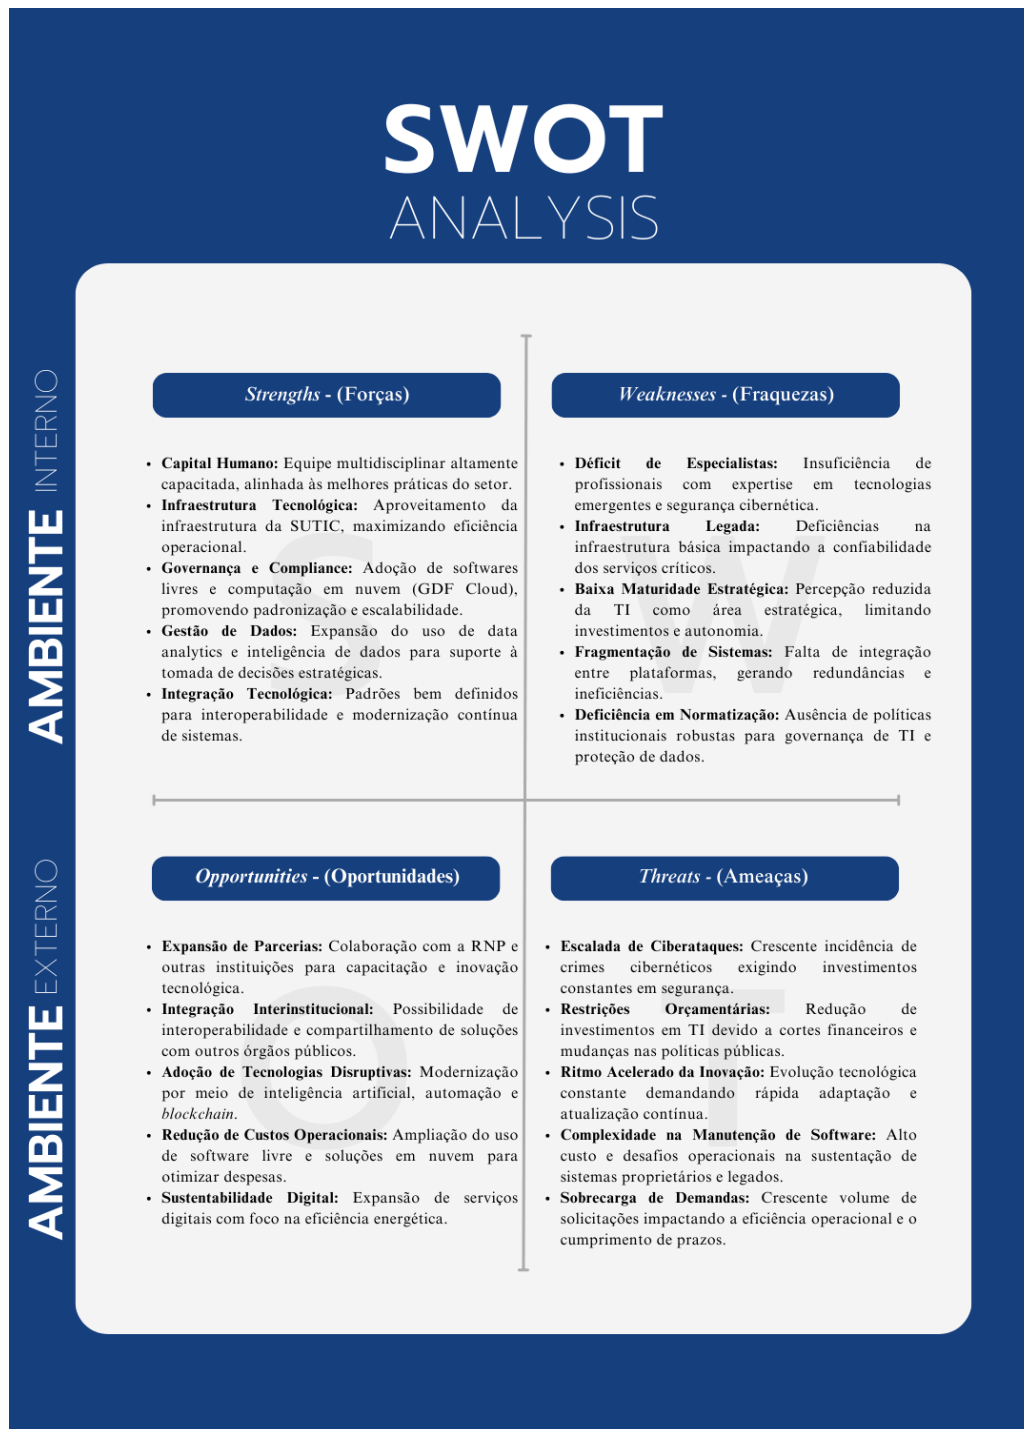 SWOT
ANALYSIS
AMBIENTE INTERNO
Strengths - (Forças)
• Capital Humano: Equipe multidisciplinar altamente
capacitada, alinhada às melhores práticas do setor.
• Infraestrutura Tecnológica: Aproveitamento da
infraestrutura da SUTIC, maximizando eficiência
operacional.
• Governança e Compliance: Adoção de softwares
livres e computação em nuvem (GDF Cloud),
promovendo padronização e escalabilidade.
• Gestão de Dados: Expansão do uso de data
analytics e inteligência de dados para suporte à
tomada de decisões estratégicas.
• Integração Tecnológica: Padrões bem definidos
para interoperabilidade e modernização contínua
de sistemas.
S
Weaknesses - (Fraquezas)
• Déficit de Especialistas: Insuficiência de
profissionais com expertise em tecnologias
emergentes e segurança cibernética.
• Infraestrutura Legada: Deficiências na
infraestrutura básica impactando a confiabilidade
dos serviços críticos.
• Baixa Maturidade Estratégica: Percepção reduzida
da TI como área estratégica, limitando
investimentos e autonomia.
• Fragmentação de Sistemas: Falta de integração
entre plataformas, gerando redundâncias e
ineficiências.
• Deficiência em Normatização: Ausência de políticas
institucionais robustas para governança de TI e
proteção de dados.
W
AMBIENTE EXTERNO
Opportunities - (Oportunidades)
• Expansão de Parcerias: Colaboração com a RNP e
outras instituições para capacitação e inovação
tecnológica.
• Integração Interinstitucional: Possibilidade de
interoperabilidade e compartilhamento de soluções
com outros órgãos públicos.
• Adoção de Tecnologias Disruptivas: Modernização
por meio de inteligência artificial, automação e
blockchain.
• Redução de Custos Operacionais: Ampliação do uso
de software livre e soluções em nuvem para
otimizar despesas.
• Sustentabilidade Digital: Expansão de serviços
digitais com foco na eficiência energética.
O
Threats - (Ameaças)
• Escalada de Ciberataques: Crescente incidência de
crimes cibernéticos exigindo investimentos
constantes em segurança.
• Restrições Orçamentárias: Redução de
investimentos em TI devido a cortes financeiros e
mudanças nas políticas públicas.
• Ritmo Acelerado da Inovação: Evolução tecnológica
constante demandando rápida adaptação e
atualização contínua.
• Complexidade na Manutenção de Software: Alto
custo e desafios operacionais na sustentação de
sistemas proprietários e legados.
• Sobrecarga de Demandas: Crescente volume de
solicitações impactando a eficiência operacional e o
cumprimento de prazos.
T